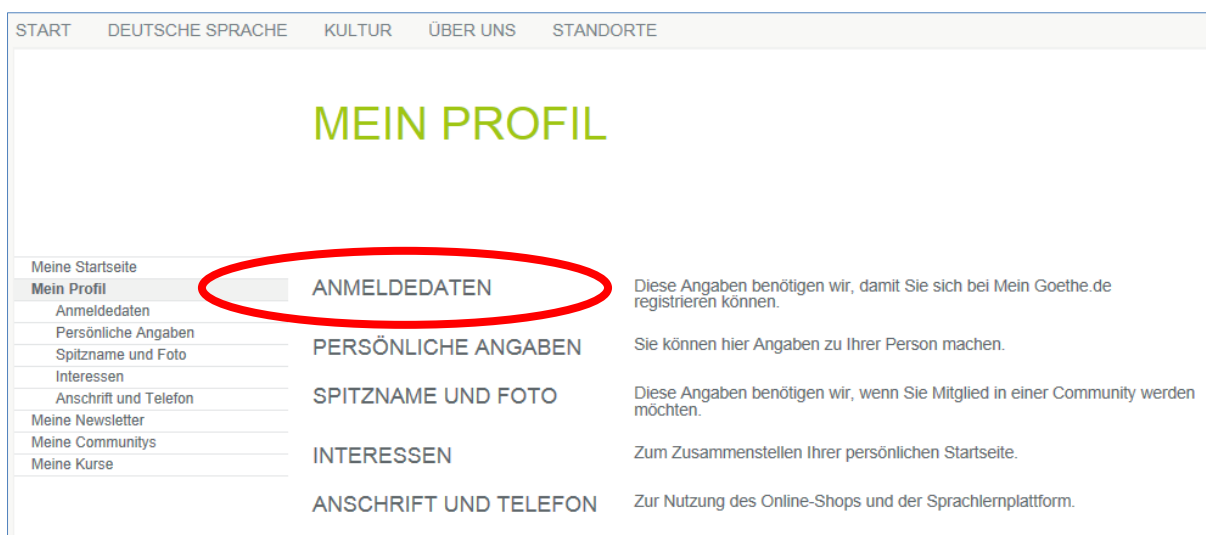 START DEUTSCHE SPRACHE KULTUR ÜBER UNS STANDORTE
MEIN PROFIL
Meine Startseite
Mein Profil
Anmeldedaten
Persönliche Angaben
Spitzname und Foto
Interessen
Anschrift und Telefon
Meine Newsletter
Meine Communitys
Meine Kurse
ANMELDEDATEN
Diese Angaben benötigen wir, damit Sie sich bei Mein Goethe.de
registrieren können.
PERSÖNLICHE ANGABEN
Sie können hier Angaben zu Ihrer Person machen.
SPITZNAME UND FOTO
Diese Angaben benötigen wir, wenn Sie Mitglied in einer Community werden
möchten.
INTERESSEN
Zum Zusammenstellen Ihrer persönlichen Startseite.
ANSCHRIFT UND TELEFON
Zur Nutzung des Online-Shops und der Sprachlernplattform.